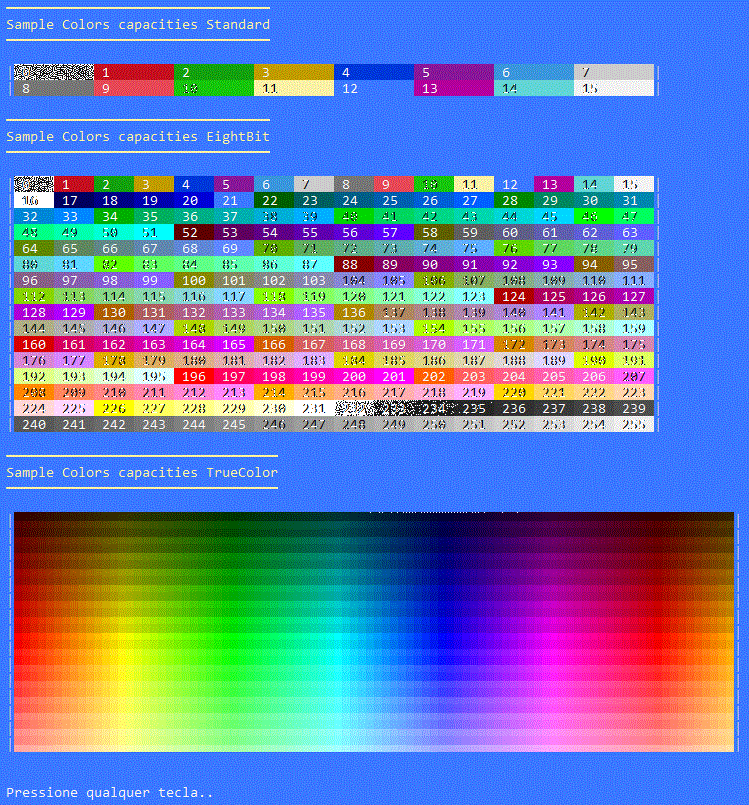 Sample Colors capacities Standard
1 2 3 4 5 6 7
8 9 10 11 12 13 14 15
Sample Colors capacities EightBit
1 2 3 4 5 6 7 8 9 10 11 12 13 14 15
16 17 18 19 20 21 22 23 24 25 26 27 28 29 30 31
32 33 34 35 36 37 38 39 40 41 42 43 44 45 46 47
48 49 50 51 52 53 54 55 56 57 58 59 60 61 62 63
64 65 66 67 68 69 70 71 72 73 74 75 76 77 78 79
80 81 82 83 84 85 86 87 88 89 90 91 92 93 94 95
96 97 98 99 100 101 102 103 104 105 106 107 108 109 110 111
112 113 114 115 116 117 118 119 120 121 122 123 124 125 126 127
128 129 130 131 132 133 134 135 136 137 138 139 140 141 142 143
144 145 146 147 148 149 150 151 152 153 154 155 156 157 158 159
160 161 162 163 164 165 166 167 168 169 170 171 172 173 174 175
176 177 178 179 180 181 182 183 184 185 186 187 188 189 190 191
192 193 194 195 196 197 198 199 200 201 202 203 204 205 206 207
208 209 210 211 212 213 214 215 216 217 218 219 220 221 222 223
224 225 226 227 228 229 230 231 233 234 235 236 237 238 239
240 241 242 243 244 245 246 247 248 249 250 251 252 253 254 255
Sample Colors capacities TrueColor
Pressione qualquer tecla..